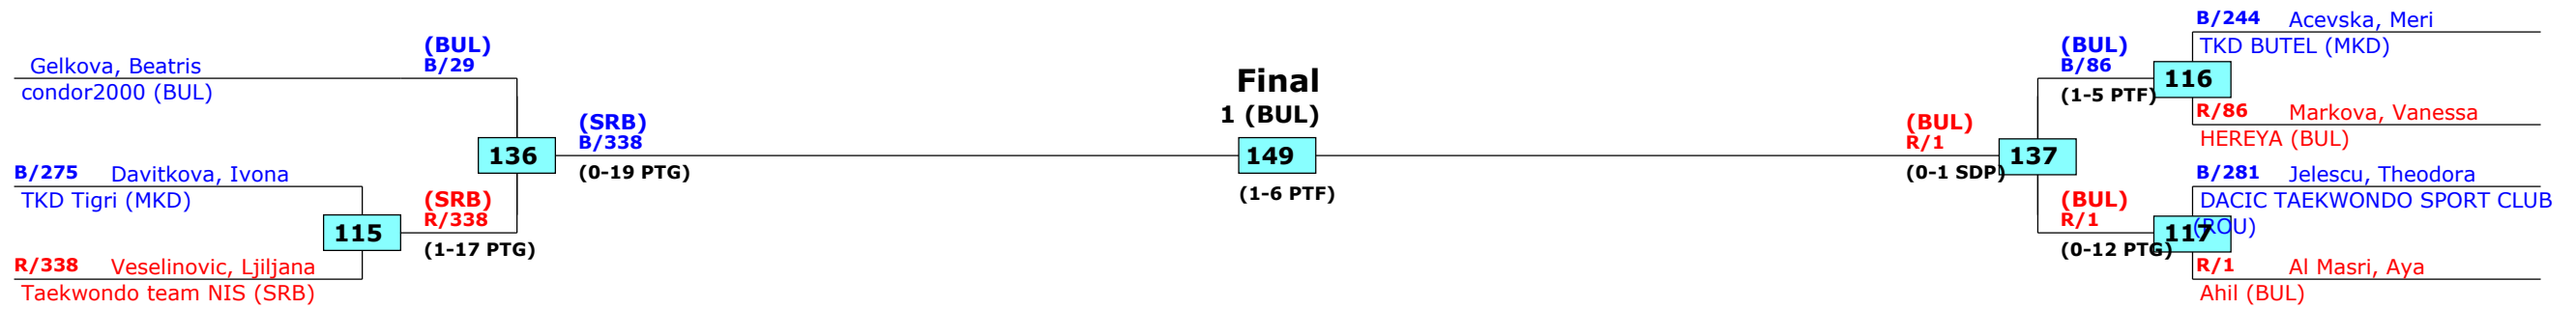 Gelkova, Beatris
condor2000 (BUL)
(BUL)
B/29
B/275 Davitkova, Ivona
TKD Tigri (MKD)
115
R/338 Veselinovic, Ljiljana
Taekwondo team NIS (SRB)
(SRB)
R/338
(1-17 PTG)
136
(SRB)
B/338
(0-19 PTG)
Final
1 (BUL)
149
(1-6 PTF)
(BUL)
R/1
(0-1 SDP)
137
(BUL)
B/86
(1-5 PTF)
116
B/244 Acevska, Meri
TKD BUTEL (MKD)
R/86 Markova, Vanessa
HEREYA (BUL)
(BUL)
R/1
(0-12 PTG)
117
B/281 Jelescu, Theodora
DACIC TAEKWONDO SPORT CLUB
(ROU)
R/1 Al Masri, Aya
Ahil (BUL)